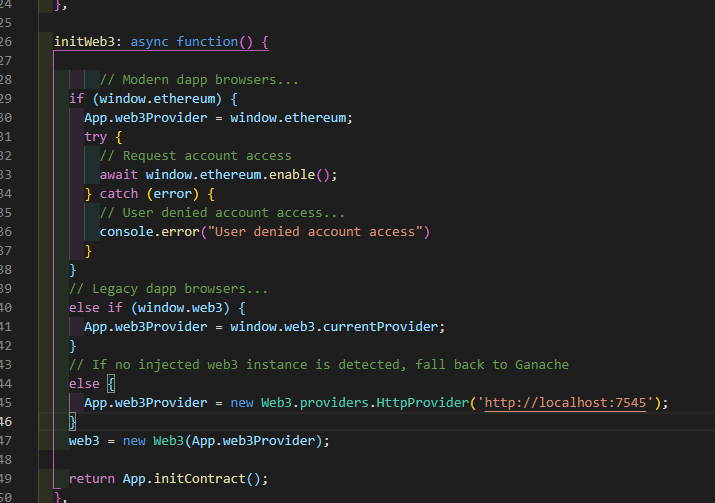 24 },
25
26 initWeb3: async function() {
27
28 // Modern dapp browsers...
29 if (window.ethereum) {
30 App.web3Provider = window.ethereum;
31 try {
32 // Request account access
33 await window.ethereum.enable();
34 } catch (error) {
35 // User denied account access...
36 console.error("User denied account access")
37 }
38 }
39 // Legacy dapp browsers...
40 else if (window.web3) {
41 App.web3Provider = window.web3.currentProvider;
42 }
43 // If no injected web3 instance is detected, fall back to Ganache
44 else {
45 App.web3Provider = new Web3.providers.HttpProvider('http://localhost:7545');
46 }
47 web3 = new Web3(App.web3Provider);
48
49 return App.initContract();
50 },